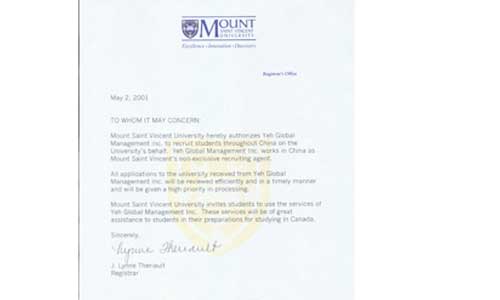 MOUNT
SAINT VINCENT
UNIVERSITY
Excellence • Innovation • Discovery
Registrar's Office
May 2, 2001
TO WHOM IT MAY CONCERN:
Mount Saint Vincent University hereby authorizes Yeh Global
Management Inc. to recruit students throughout China on the
University's behalf. Yeh Global Management Inc. works in China as
Mount Saint Vincent's non-exclusive recruiting agent.
All applications to the university received from Yeh Global
Management Inc. will be reviewed efficiently and in a timely manner
and will be given a high priority in processing.
Mount Saint Vincent University invites students to use the services of
Yeh Global Management Inc. These services will be of great
assistance to students in their preparations for studying in Canada.
Sincerely,
Lynne Theriault
J. Lynne Theriault
Registrar